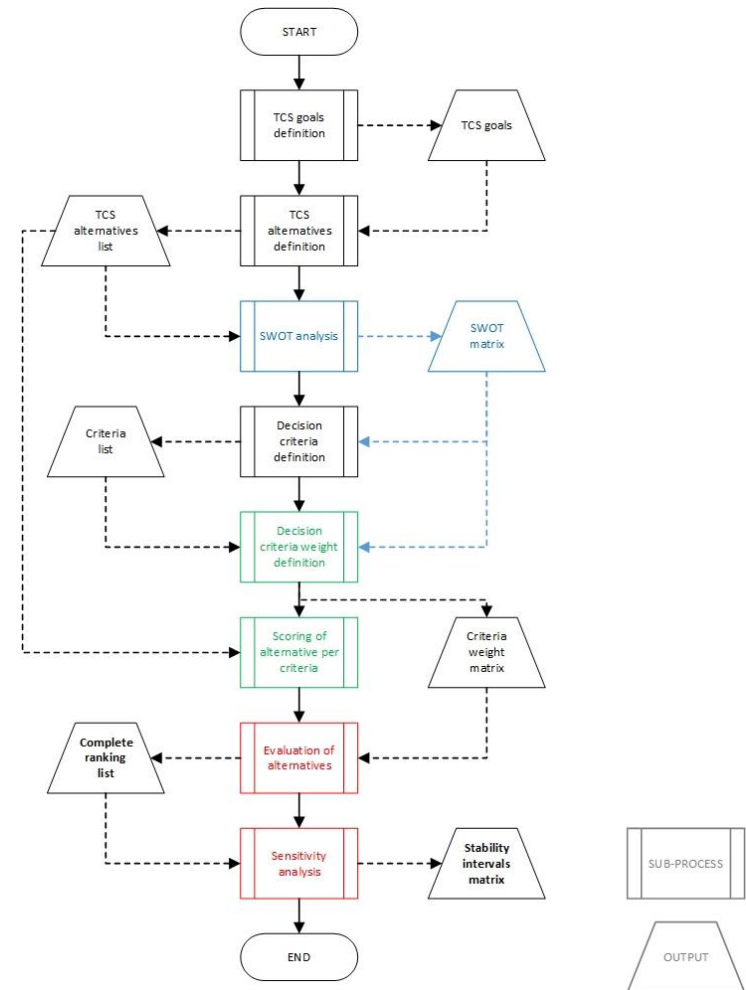 START
TCS goals
definition
TCS goals
TCS
alternatives
list
TCS
alternatives
definition
SWOT analysis
SWOT
matrix
Criteria
list
Decision
criteria
definition
Decision
criteria weight
definition
Scoring of
alternative per
criteria
Criteria
weight
matrix
Complete
ranking
list
Evaluation of
alternatives
Sensitivity
analysis
Stability
intervals
matrix
SUB-PROCESS
END
OUTPUT